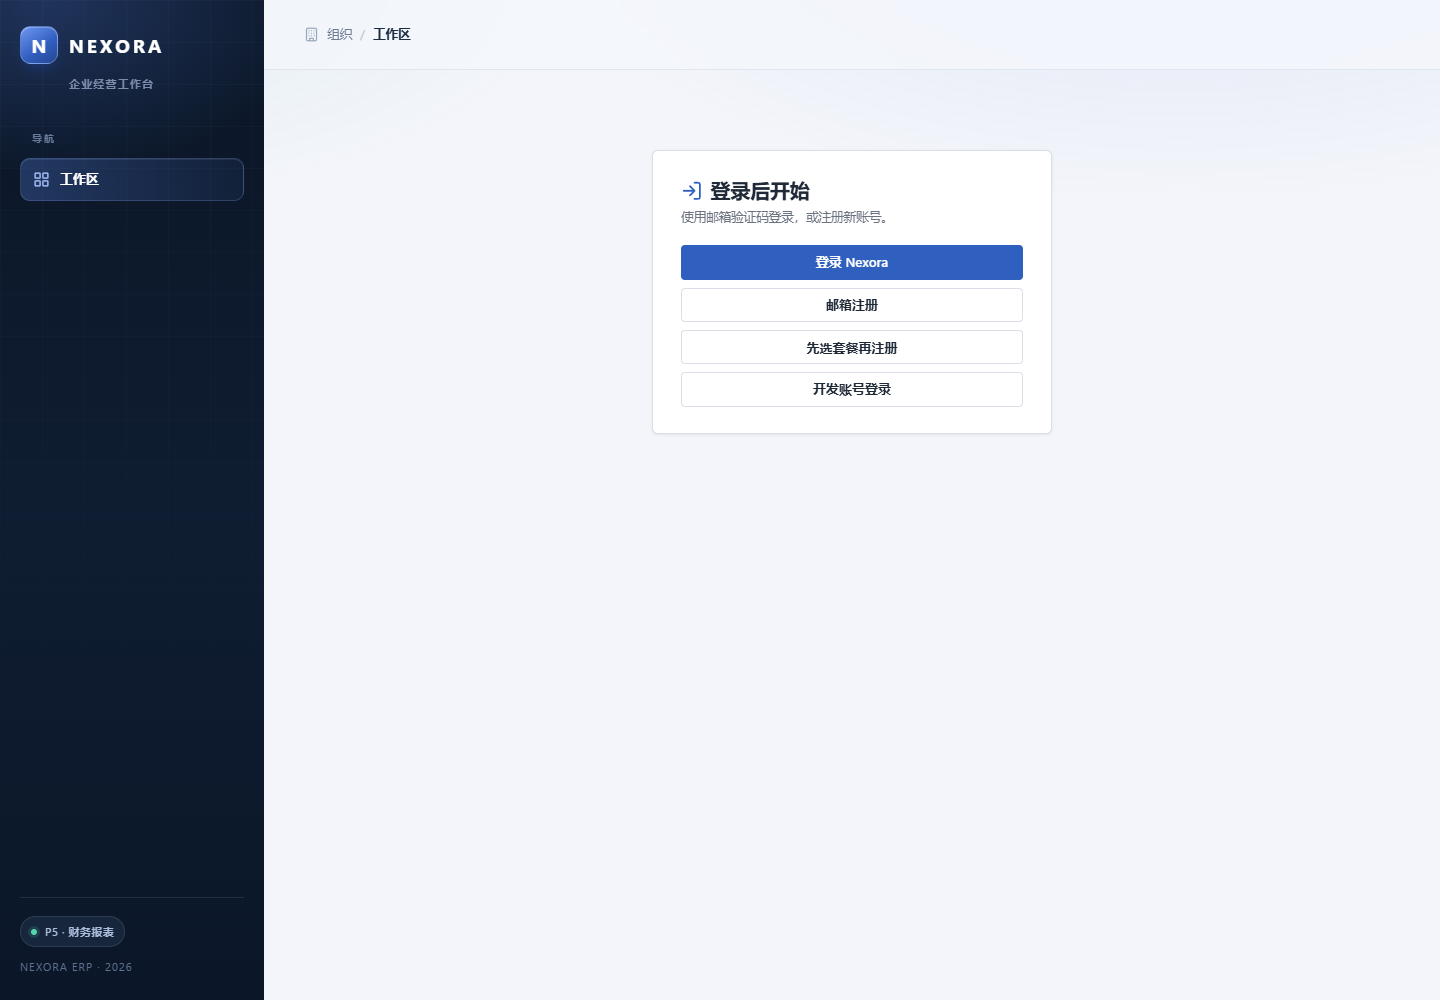 N NEXORA
企业经营工作台
导航
工作区
P5 · 财务报表
NEXORA ERP · 2026
组织 / 工作区
登录后开始
使用邮箱验证码登录，或注册新账号。
登录 Nexora
邮箱注册
先选套餐再注册
开发账号登录